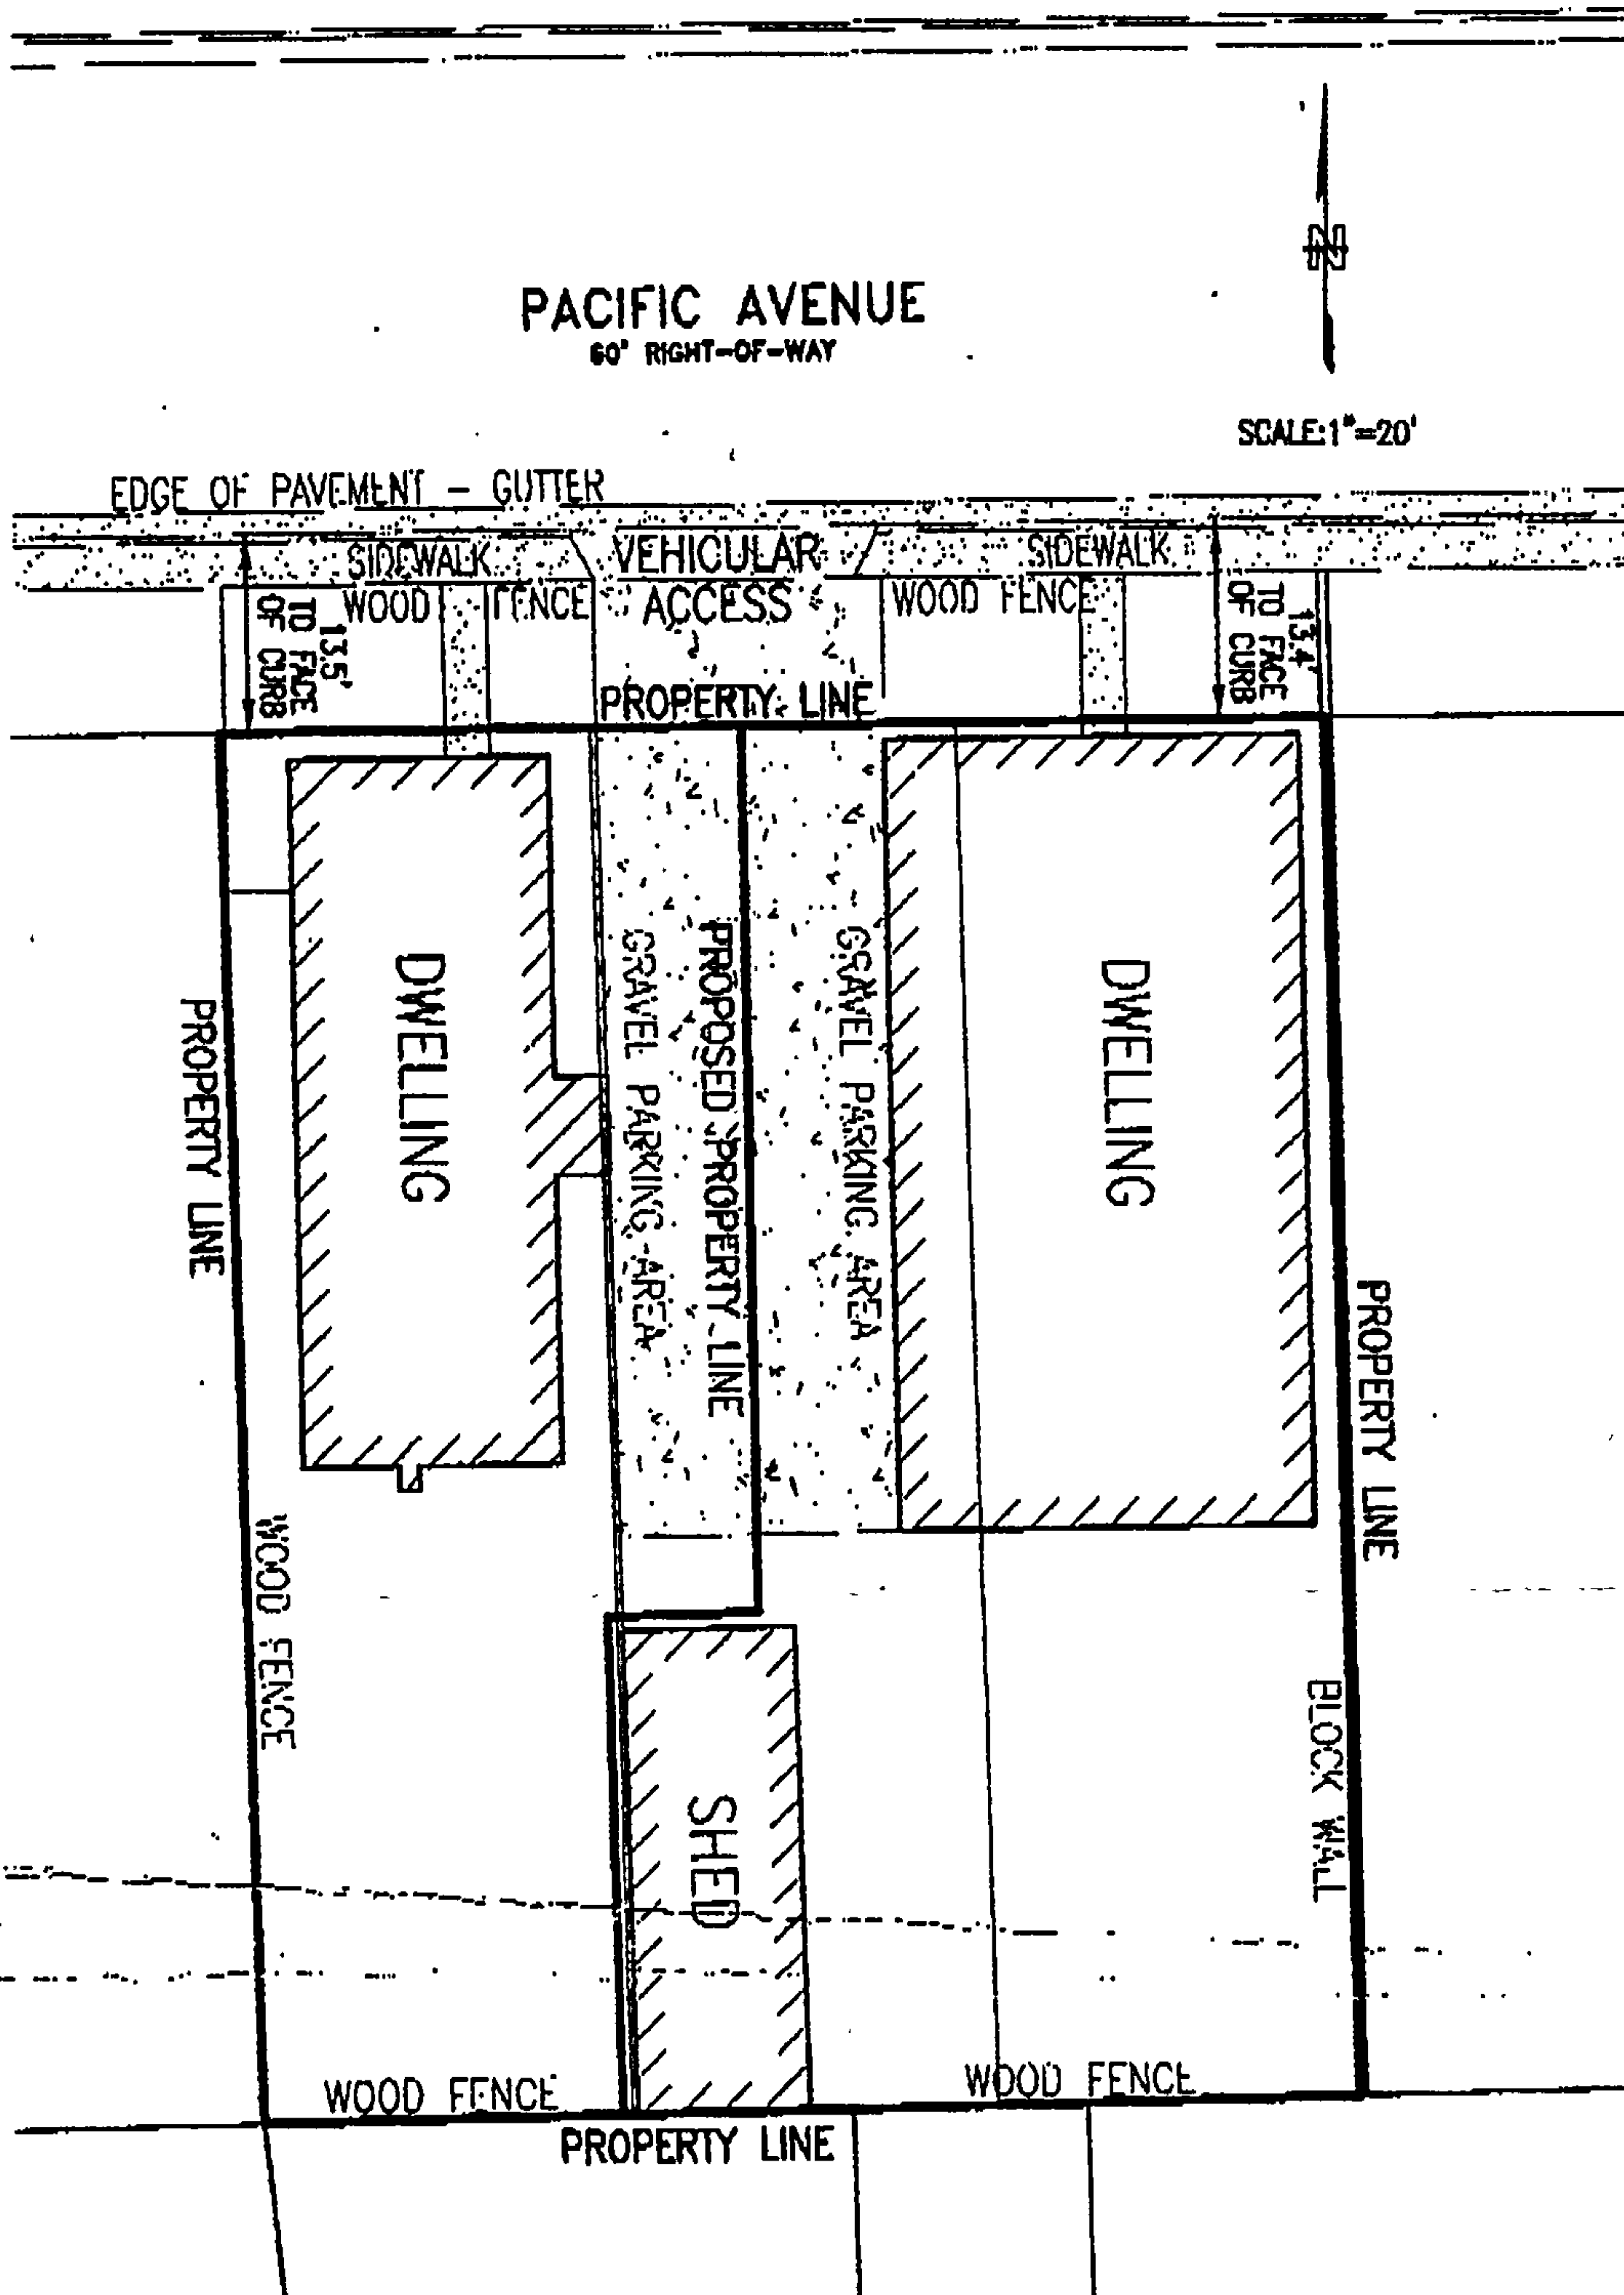 N
PACIFIC AVENUE
60' RIGHT-OF-WAY
SCALE:1"=20'
EDGE OF PAVEMENT - GUTTER
SIDEWALK
VEHICULAR
ACCESS
SIDEWALK
WOOD FENCE
WOOD FENCE
13.5'
TO FACE
OF CURB
13.4'
TO FACE
OF CURB
PROPERTY LINE
DWELLING
GRAVEL PARKING AREA
PROPOSED PROPERTY LINE
GRAVEL PARKING AREA
DWELLING
PROPERTY LINE
PROPERTY LINE
WOOD FENCE
SHED
BLOCK WALL
WOOD FENCE
WOOD FENCE
PROPERTY LINE